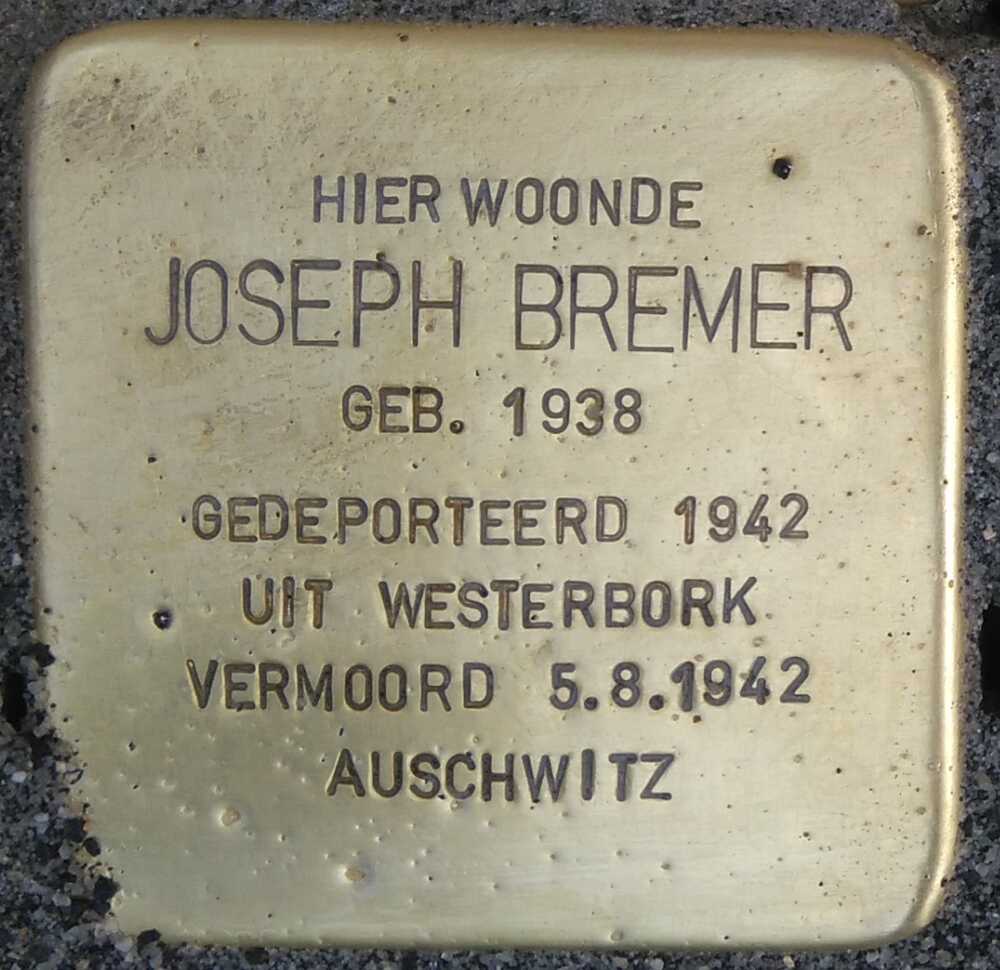 HIER WOONDE
JOSEPH BREMER
GEB. 1938
GEDEPORTEERD 1942
UIT WESTERBORK
VERMOORD 5.8.1942
AUSCHWITZ